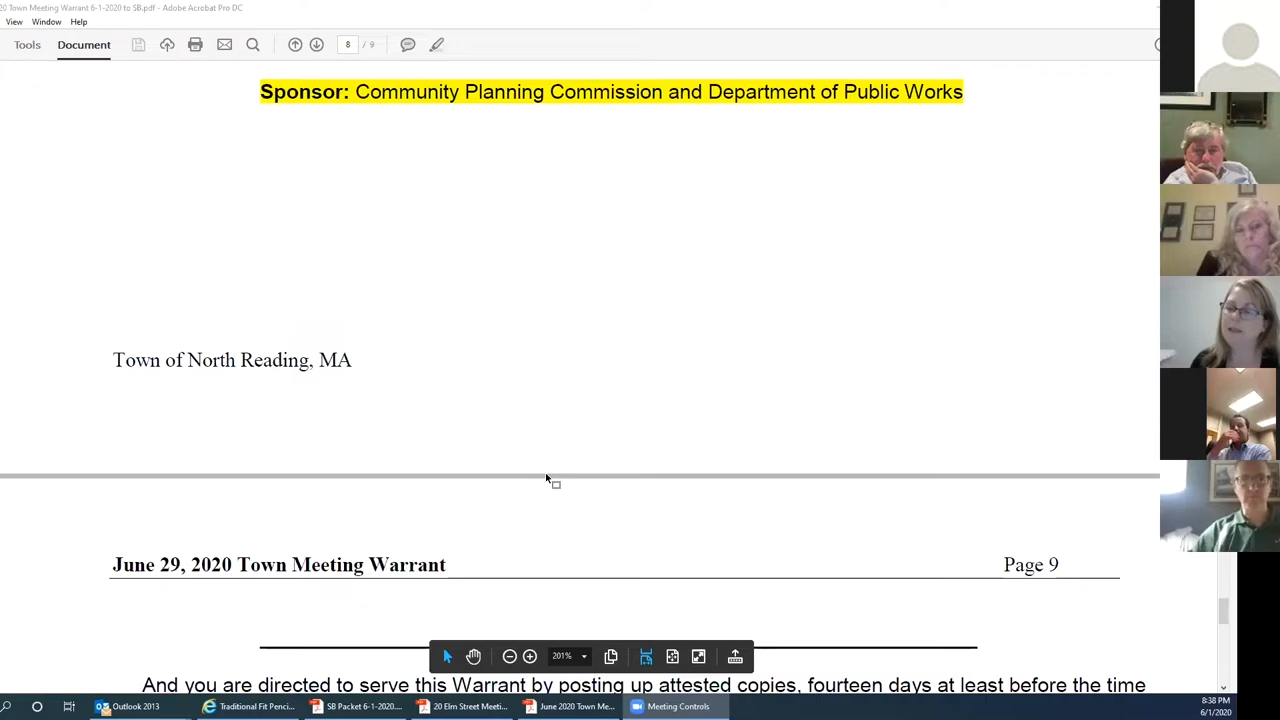 20 Town Meeting Warrant 6-1-2020 to SB.pdf - Adobe Acrobat Pro DC
View Window Help
Tools Document 8 / 9
Sponsor: Community Planning Commission and Department of Public Works
Town of North Reading, MA
June 29, 2020 Town Meeting Warrant Page 9
201%
And you are directed to serve this Warrant by posting up attested copies, fourteen days at least before the time
Outlook 2013 Traditional Fit Penci... SB Packet 6-1-2020.... 20 Elm Street Meeti... June 2020 Town Me... Meeting Controls 8:38 PM
6/1/2020